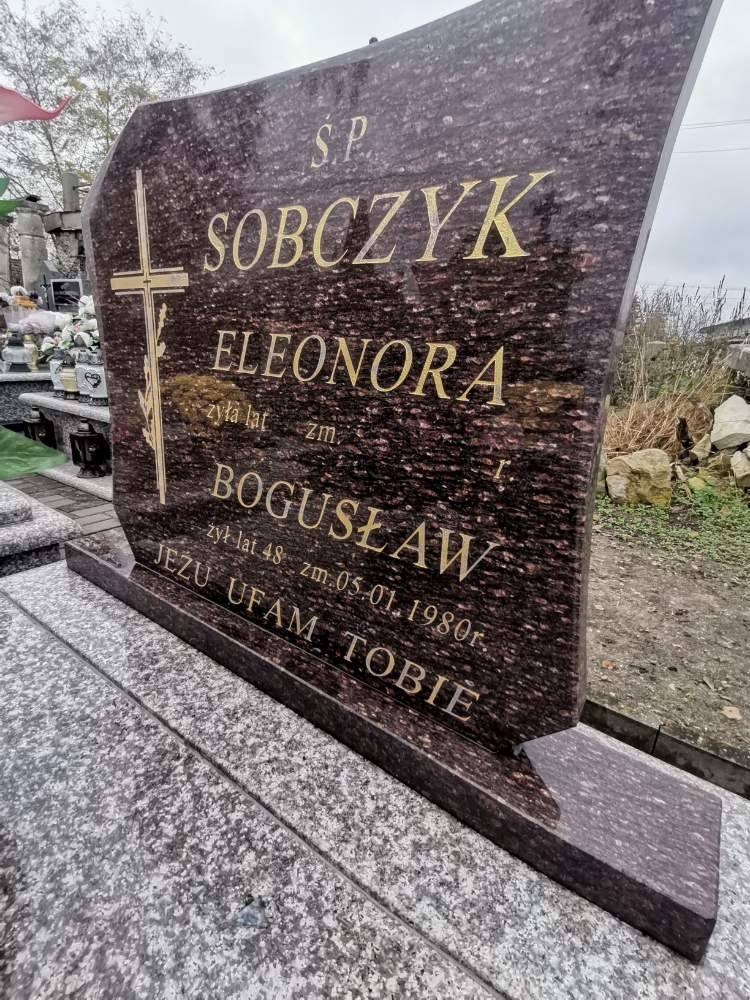 Ś.P.
SOBCZYK
ELEONORA
żyła lat zm. r.
BOGUSŁAW
żył lat 48 zm. 05.01.1980r.
JEZU UFAM TOBIE